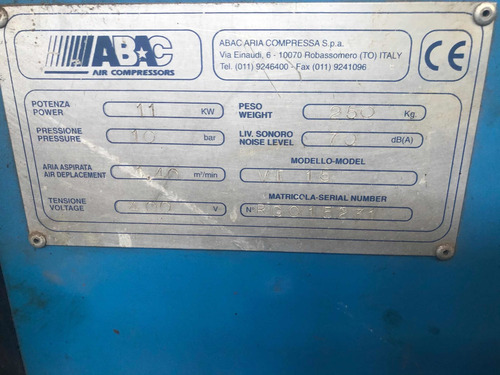 ABAC
AIR COMPRESSORS
ABAC ARIA COMPRESSA S.p.a.
Via Einaudi, 6 - 10070 Robassomero (TO) ITALY
Tel. (011) 9246400 - Fax (011) 9241096
CE
POTENZA
POWER
11 KW
PRESSIONE
PRESSURE
10 bar
ARIA ASPIRATA
AIR DEPLACEMENT
m³/min
TENSIONE
VOLTAGE
V
PESO
WEIGHT
Kg.
LIV. SONORO
NOISE LEVEL
70 dB(A)
MODELLO-MODEL
MATRICOLA-SERIAL NUMBER
N°